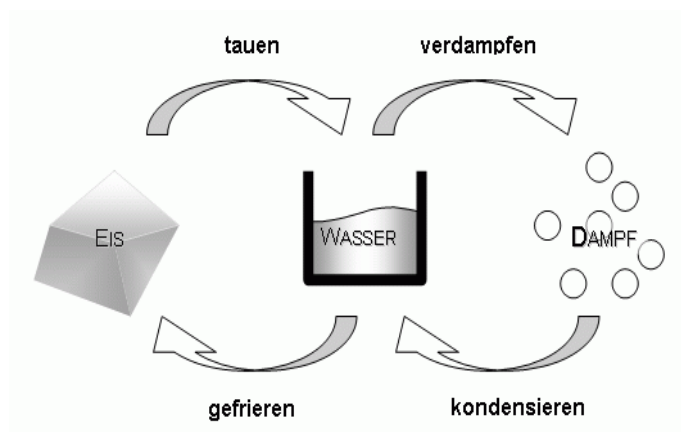 tauen
verdampfen
EIS
WASSER
DAMPF
gefrieren
kondensieren